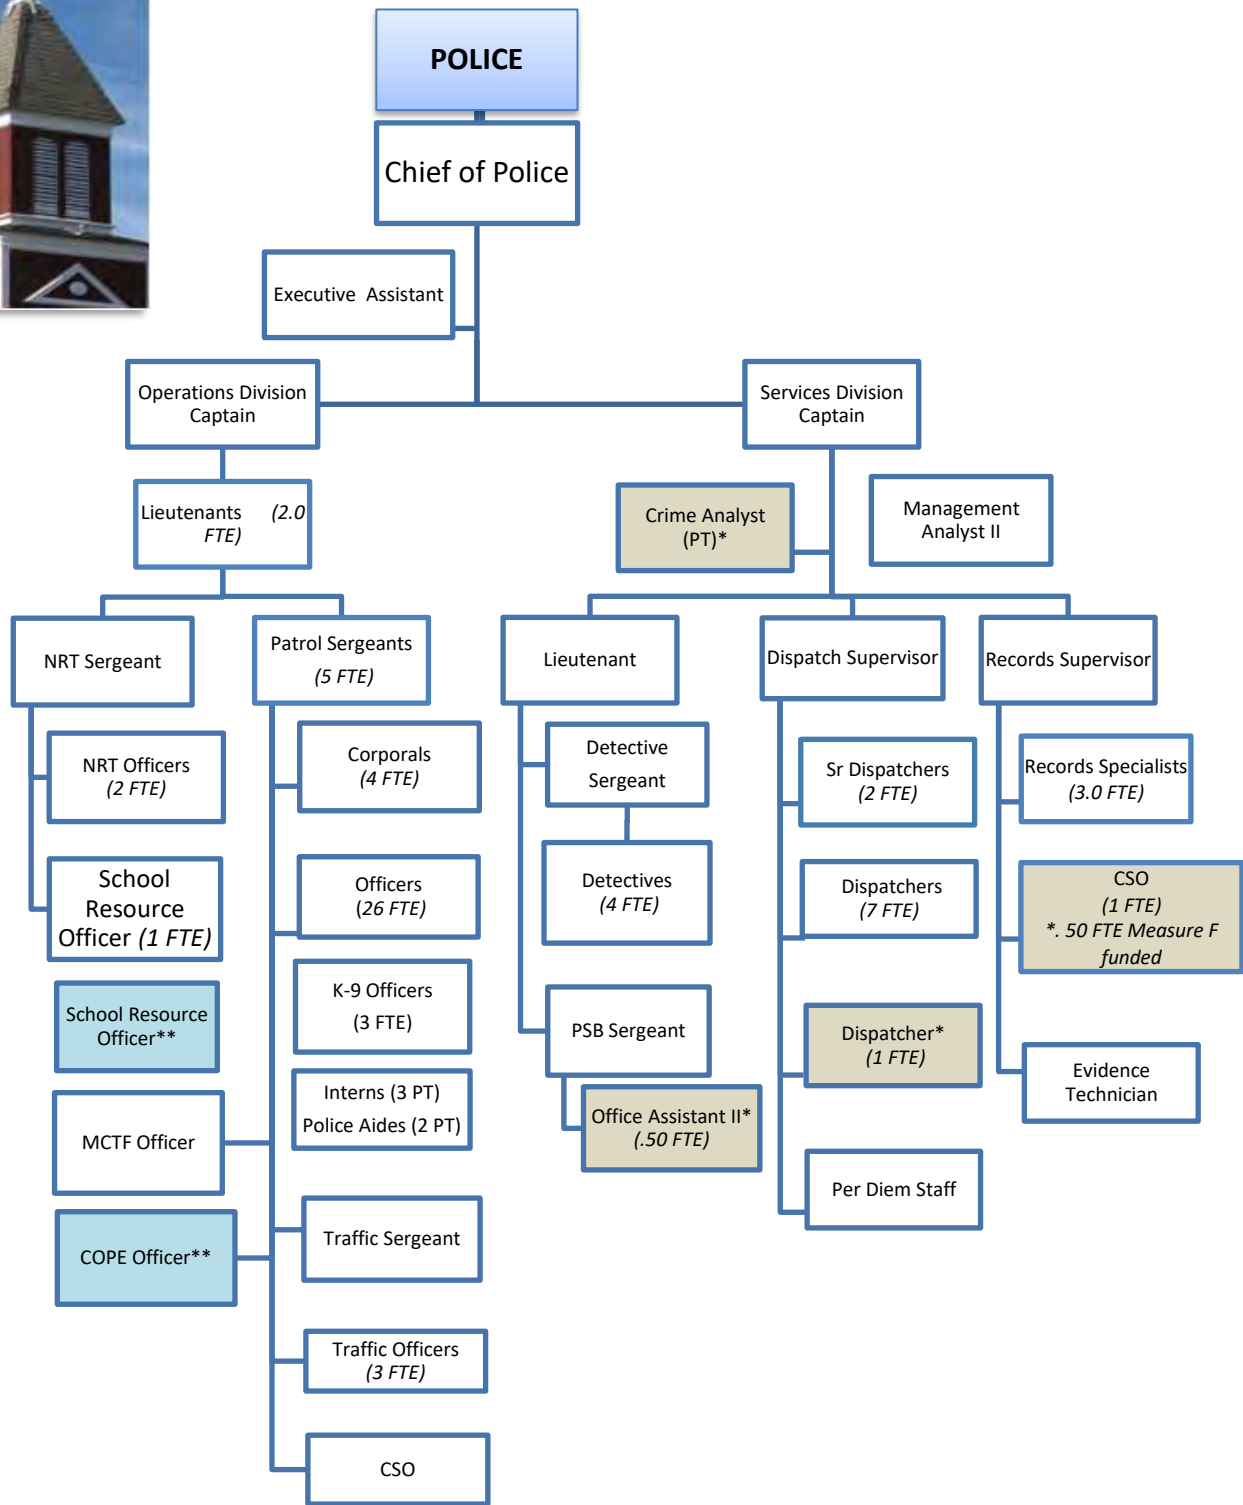 POLICE
Chief of Police
Executive Assistant
Operations Division
Captain
Services Division
Captain
Lieutenants (2.0
FTE)
Crime Analyst
(PT)*
Management
Analyst II
NRT Sergeant
Patrol Sergeants
(5 FTE)
Lieutenant
Dispatch Supervisor
Records Supervisor
NRT Officers
(2 FTE)
Corporals
(4 FTE)
Detective
Sergeant
Sr Dispatchers
(2 FTE)
Records Specialists
(3.0 FTE)
School
Resource
Officer (1 FTE)
Officers
(26 FTE)
Detectives
(4 FTE)
Dispatchers
(7 FTE)
CSO
(1 FTE)
*. 50 FTE Measure F
funded
School Resource
Officer**
K-9 Officers
(3 FTE)
PSB Sergeant
Dispatcher*
(1 FTE)
Evidence
Technician
MCTF Officer
Interns (3 PT)
Police Aides (2 PT)
Office Assistant II*
(.50 FTE)
Per Diem Staff
COPE Officer**
Traffic Sergeant
Traffic Officers
(3 FTE)
CSO